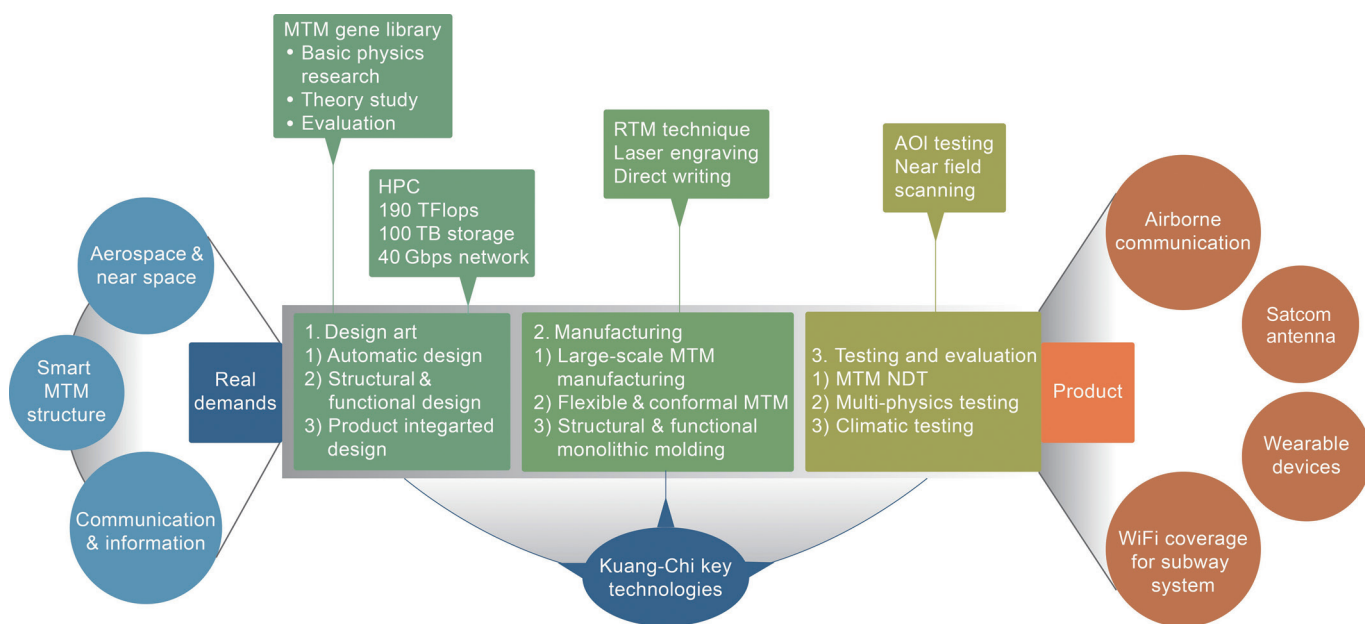 MTM gene library
• Basic physics
research
• Theory study
• Evaluation
HPC
190 TFlops
100 TB storage
40 Gbps network
RTM technique
Laser engraving
Direct writing
AOI testing
Near field
scanning
Aerospace &
near space
Smart
MTM
structure
Communication
& information
Real
demands
1. Design art
1) Automatic design
2) Structural &
functional design
3) Product integarted
design
2. Manufacturing
1) Large-scale MTM
manufacturing
2) Flexible & conformal MTM
3) Structural & functional
monolithic molding
3. Testing and evaluation
1) MTM NDT
2) Multi-physics testing
3) Climatic testing
Product
Airborne
communication
Satcom
antenna
Wearable
devices
WiFi coverage
for subway
system
Kuang-Chi key
technologies